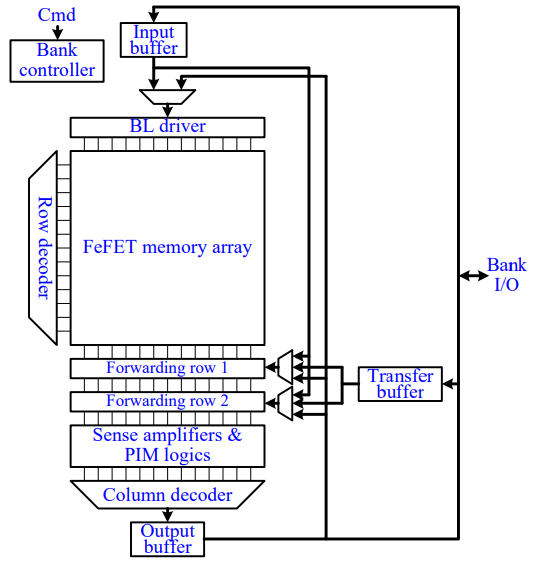 Cmd
Bank
controller
Input
buffer
BL driver
Row decoder
FeFET memory array
Bank
I/O
Forwarding row 1
Transfer
buffer
Forwarding row 2
Sense amplifiers &
PIM logics
Column decoder
Output
buffer